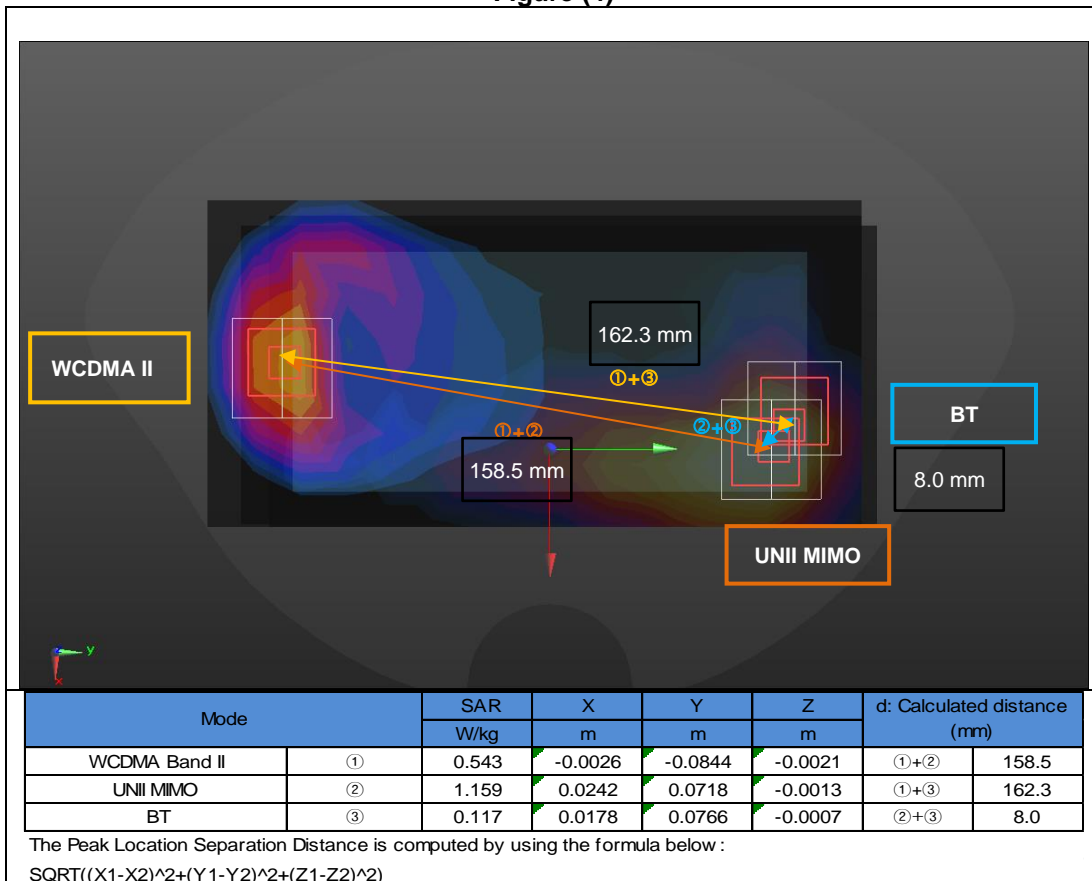 162.3 mm
WCDMA II
①+③
BT
①+② ②+③
158.5 mm
8.0 mm
UNII MIMO
y
x
Mode SAR X Y Z d: Calculated distance (mm)
W/kg m m m
WCDMA Band II ① 0.543 -0.0026 -0.0844 -0.0021 ①+② 158.5
UNII MIMO ② 1.159 0.0242 0.0718 -0.0013 ①+③ 162.3
BT ③ 0.117 0.0178 0.0766 -0.0007 ②+③ 8.0
The Peak Location Separation Distance is computed by using the formula below :
SQRT((X1-X2)^2+(Y1-Y2)^2+(Z1-Z2)^2)